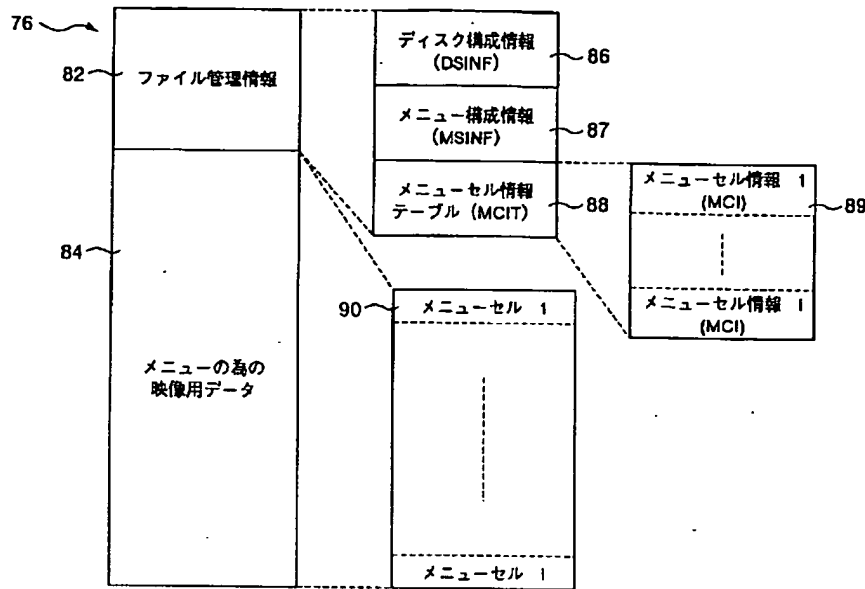 76
82
ファイル管理情報
84
メニューの為の
映像用データ
ディスク構成情報
(DSINF)
86
メニュー構成情報
(MSINF)
87
メニューセル情報
テーブル (MCIT)
88
メニューセル情報 1
(MCI)
89
メニューセル情報 I
(MCI)
90
メニューセル 1
メニューセル I